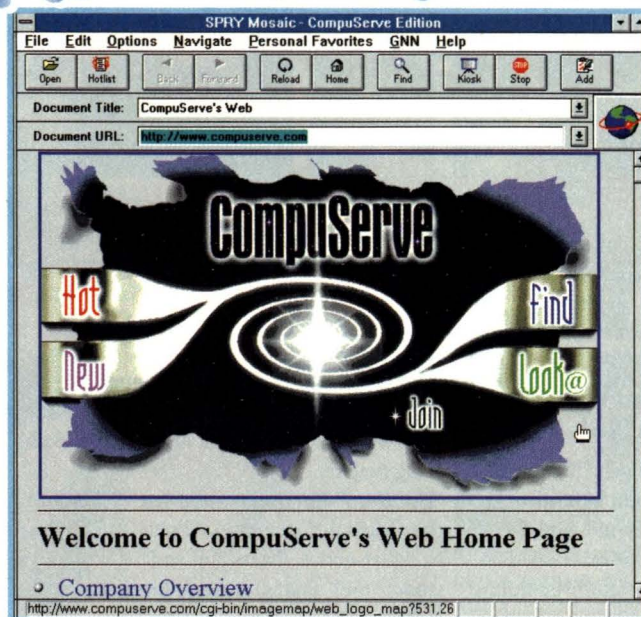 SPRY Mosaic - CompuServe Edition
File Edit Options Navigate Personal Favorites GNN Help
Open Hotlist Back Forward Reload Home Find Kiosk Stop Add
Document Title: CompuServe's Web
Document URL: http://www.compuserve.com
CompuServe
Hot
Find
New
Look@
Join
Welcome to CompuServe's Web Home Page
Company Overview
http://www.compuserve.com/cgi-bin/imagemap/web_logo_map?531,26